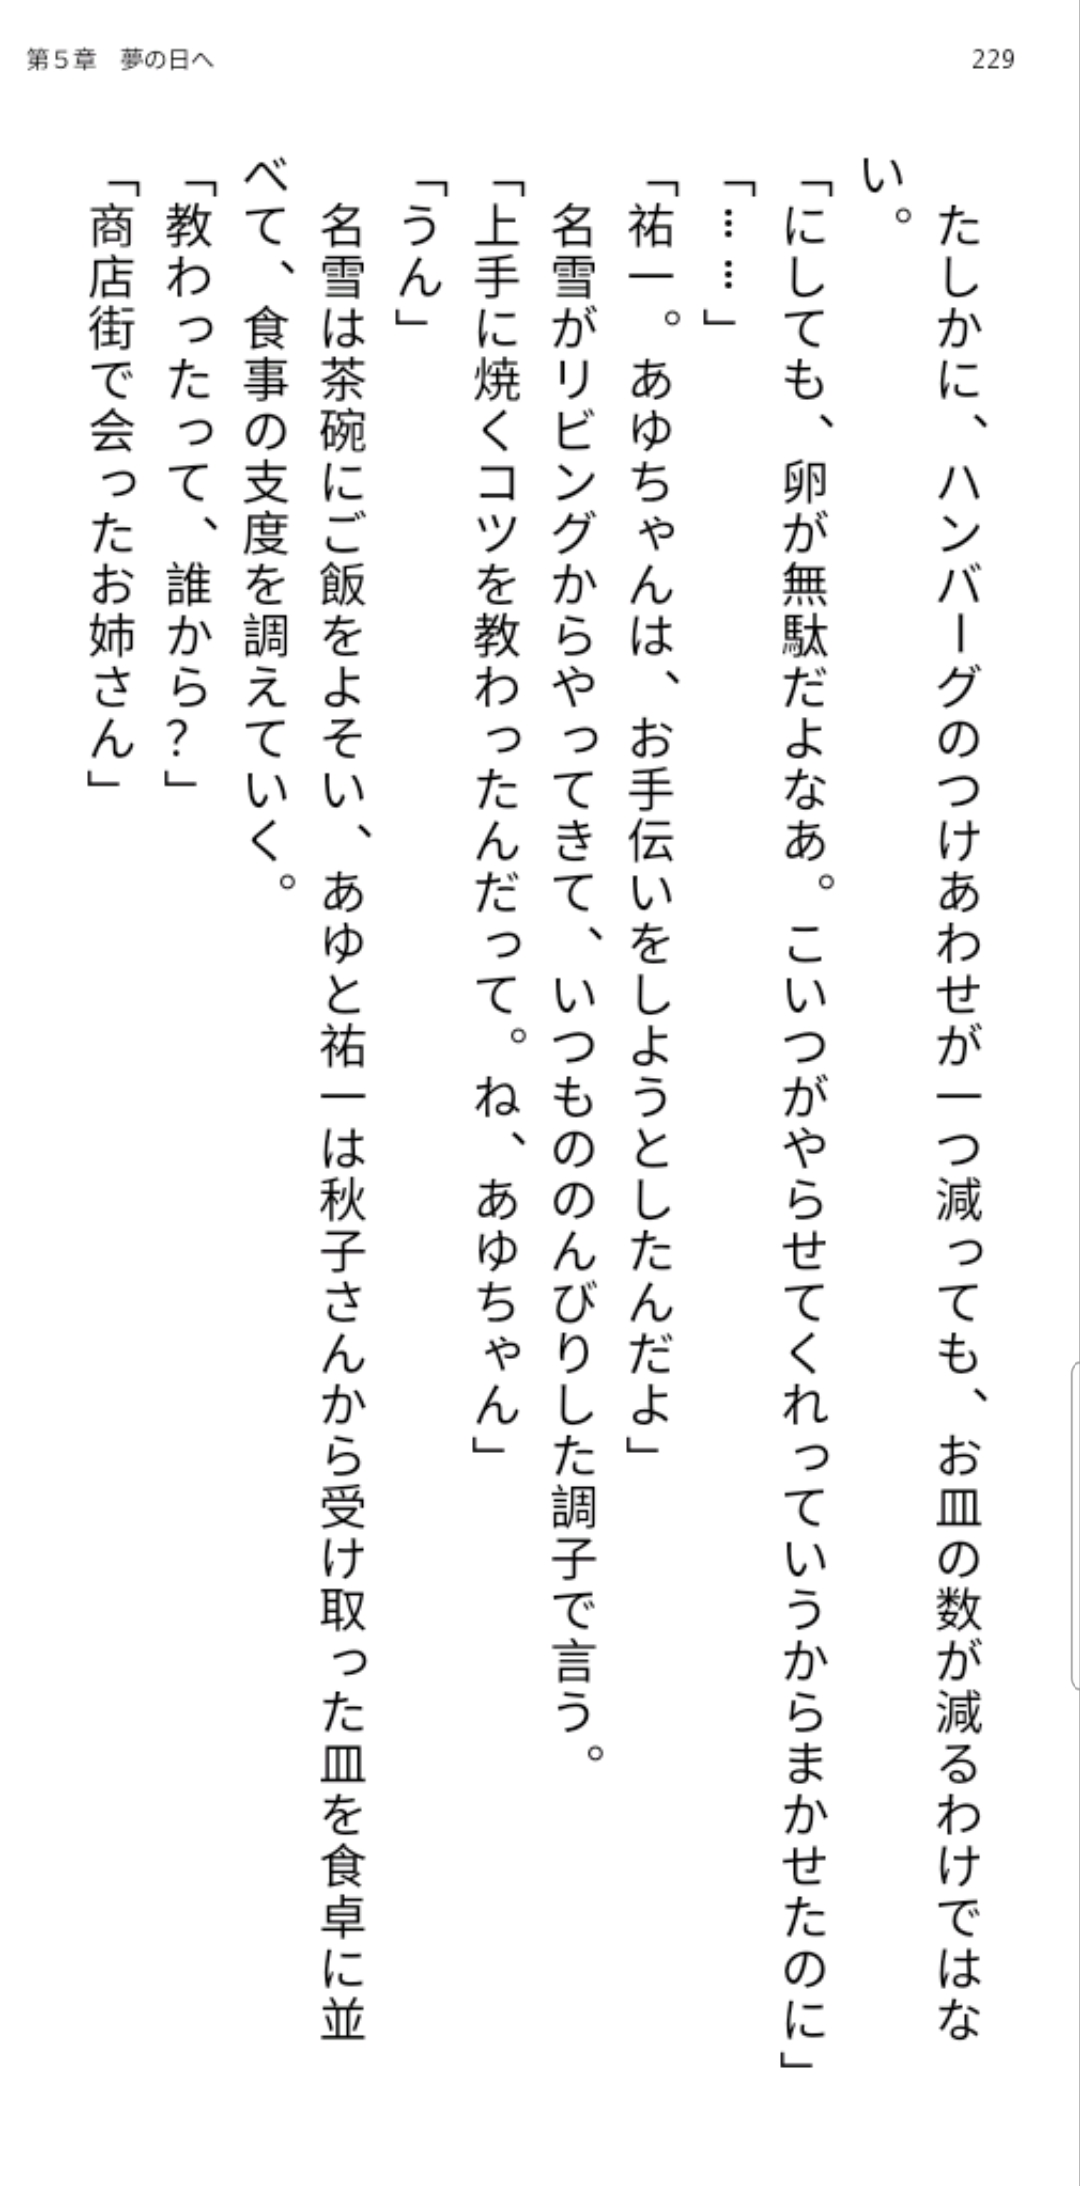 第５章　夢の日へ
229
　たしかに、ハンバーグのつけあわせが一つ減っても、お皿の数が減るわけではな
い。
「にしても、卵が無駄だよなあ。こいつがやらせてくれっていうからまかせたのに」
「……」
「祐一。あゆちゃんは、お手伝いをしようとしたんだよ」
　名雪がリビングからやってきて、いつもののんびりした調子で言う。
「上手に焼くコツを教わったんだって。ね、あゆちゃん」
「うん」
　名雪は茶碗にご飯をよそい、あゆと祐一は秋子さんから受け取った皿を食卓に並
べて、食事の支度を調えていく。
「教わったって、誰から？」
「商店街で会ったお姉さん」